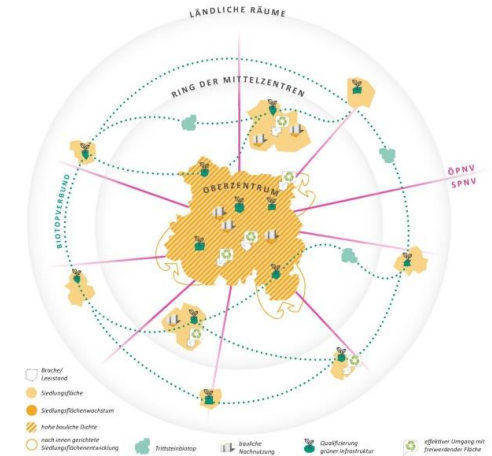 LÄNDLICHE RÄUME
RING DER MITTELZENTREN
OBERZENTRUM
ÖPNV
SPNV
BIOTOPVERBUND
Brache/
Leerstand
Siedlungsfläche
Siedlungsflächenwachstum
hohe bauliche Dichte
nach innen gerichtete
Siedlungsflächenentwicklung
Trittsteinbiotop
bauliche
Nachnutzung
Qualifizierung
grüner Infrastruktur
effektiver Umgang mit
freiwerdender Fläche